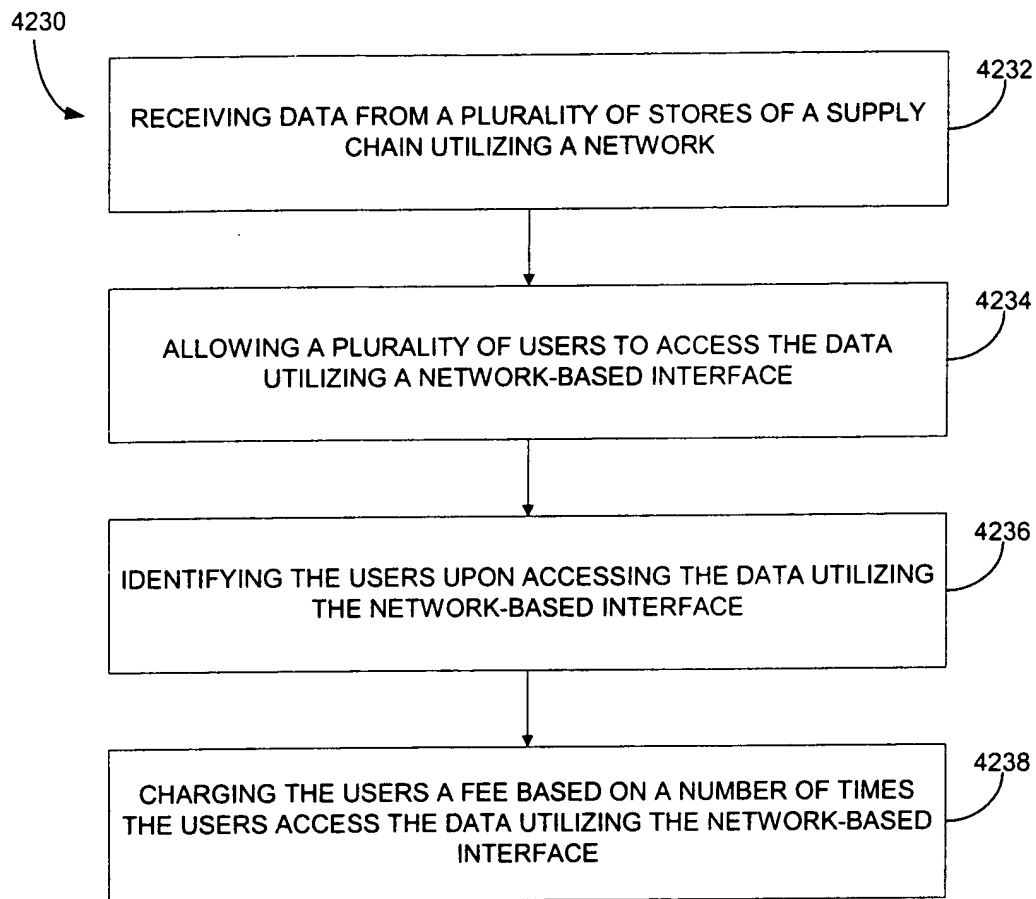 4230
4232
RECEIVING DATA FROM A PLURALITY OF STORES OF A SUPPLY
CHAIN UTILIZING A NETWORK
4234
ALLOWING A PLURALITY OF USERS TO ACCESS THE DATA
UTILIZING A NETWORK-BASED INTERFACE
4236
IDENTIFYING THE USERS UPON ACCESSING THE DATA UTILIZING
THE NETWORK-BASED INTERFACE
4238
CHARGING THE USERS A FEE BASED ON A NUMBER OF TIMES
THE USERS ACCESS THE DATA UTILIZING THE NETWORK-BASED
INTERFACE